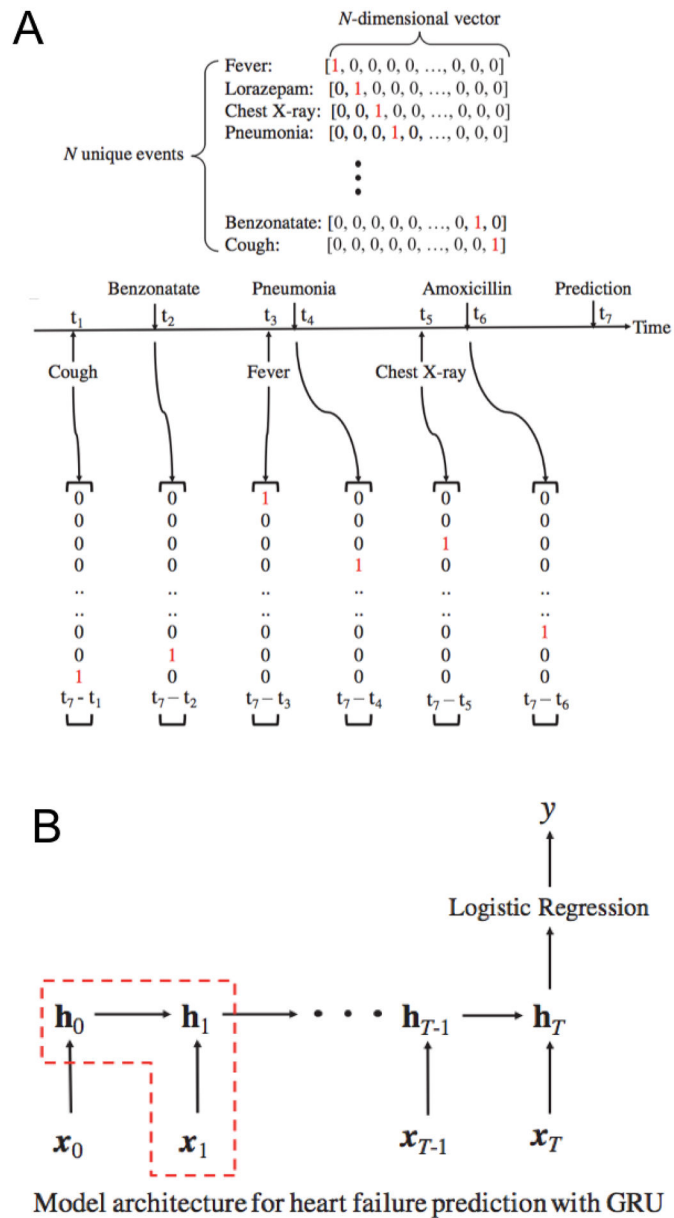 A
N-dimensional vector
Fever: [1, 0, 0, 0, 0, …, 0, 0, 0]
Lorazepam: [0, 1, 0, 0, 0, …, 0, 0, 0]
Chest X-ray: [0, 0, 1, 0, 0, …, 0, 0, 0]
Pneumonia: [0, 0, 0, 1, 0, …, 0, 0, 0]
N unique events
Benzonatate: [0, 0, 0, 0, 0, …, 0, 1, 0]
Cough: [0, 0, 0, 0, 0, …, 0, 0, 1]
Benzonatate Pneumonia Amoxicillin Prediction
t₁ t₂ t₃ t₄ t₅ t₆ t₇
Time
Cough Fever Chest X-ray
0 0 1 0 0 0
0 0 0 0 0 0
0 0 0 0 1 0
0 0 0 1 0 0
.. .. .. .. .. ..
.. .. .. .. .. ..
0 0 0 0 0 1
0 1 0 0 0 0
1 0 0 0 0 0
t₇ - t₁ t₇ – t₂ t₇ – t₃ t₇ – t₄ t₇ – t₅ t₇ – t₆
B
y
Logistic Regression
h₀ h₁ • • • h_T-1 h_T
x₀ x₁ x_T-1 x_T
Model architecture for heart failure prediction with GRU